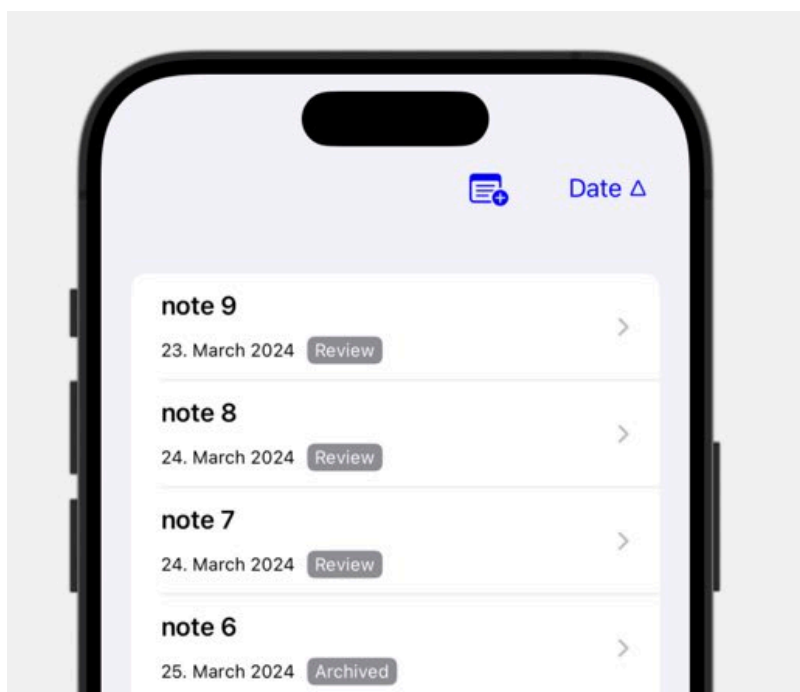 Date △
note 9
23. March 2024 Review
note 8
24. March 2024 Review
note 7
24. March 2024 Review
note 6
25. March 2024 Archived